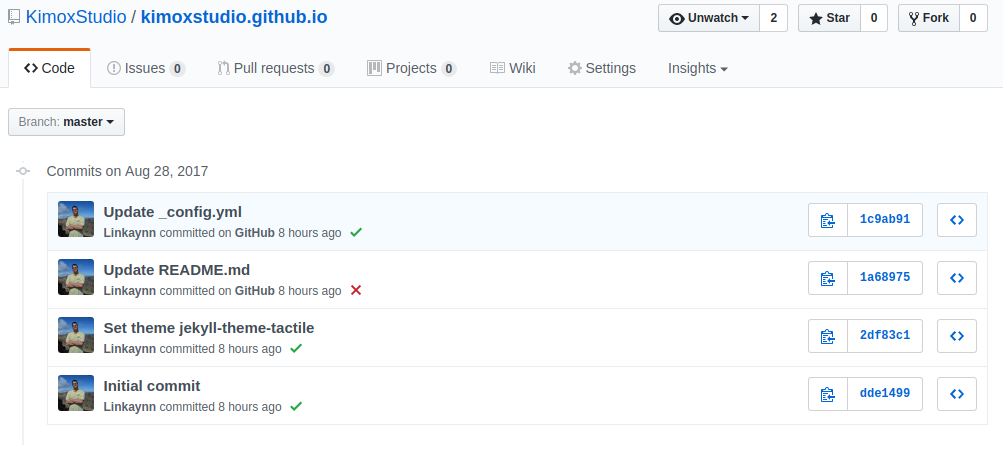 KimoxStudio / kimoxstudio.github.io
Unwatch 2 Star 0 Fork 0
Code Issues 0 Pull requests 0 Projects 0 Wiki Settings Insights
Branch: master
Commits on Aug 28, 2017
Update _config.yml
Linkaynn committed on GitHub 8 hours ago
1c9ab91
Update README.md
Linkaynn committed on GitHub 8 hours ago
1a68975
Set theme jekyll-theme-tactile
Linkaynn committed 8 hours ago
2df83c1
Initial commit
Linkaynn committed 8 hours ago
dde1499